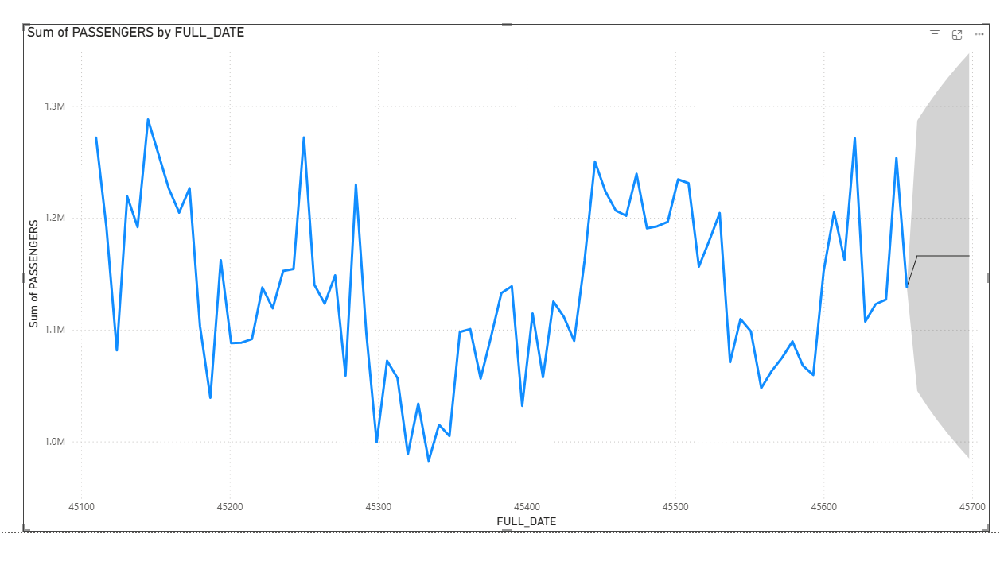 Sum of PASSENGERS by FULL_DATE
1.3M
1.2M
1.1M
1.0M
Sum of PASSENGERS
45100 45200 45300 45400 45500 45600 45700
FULL_DATE